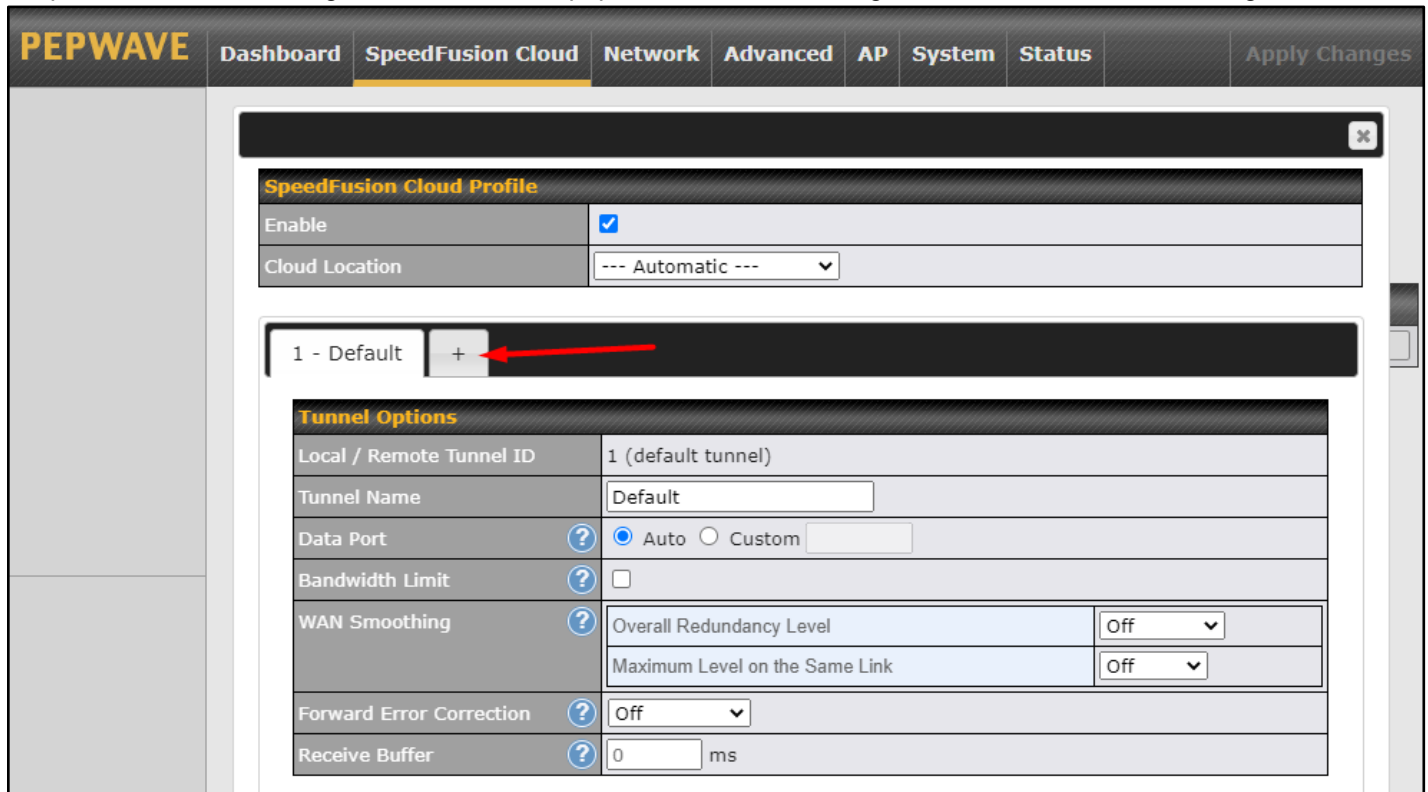 PEPWAVE Dashboard SpeedFusion Cloud Network Advanced AP System Status Apply Changes
SpeedFusion Cloud Profile
Enable
Cloud Location --- Automatic ---
1 - Default +
Tunnel Options
Local / Remote Tunnel ID 1 (default tunnel)
Tunnel Name Default
Data Port ? Auto Custom
Bandwidth Limit ?
WAN Smoothing ? Overall Redundancy Level Off
Maximum Level on the Same Link Off
Forward Error Correction ? Off
Receive Buffer ? 0 ms